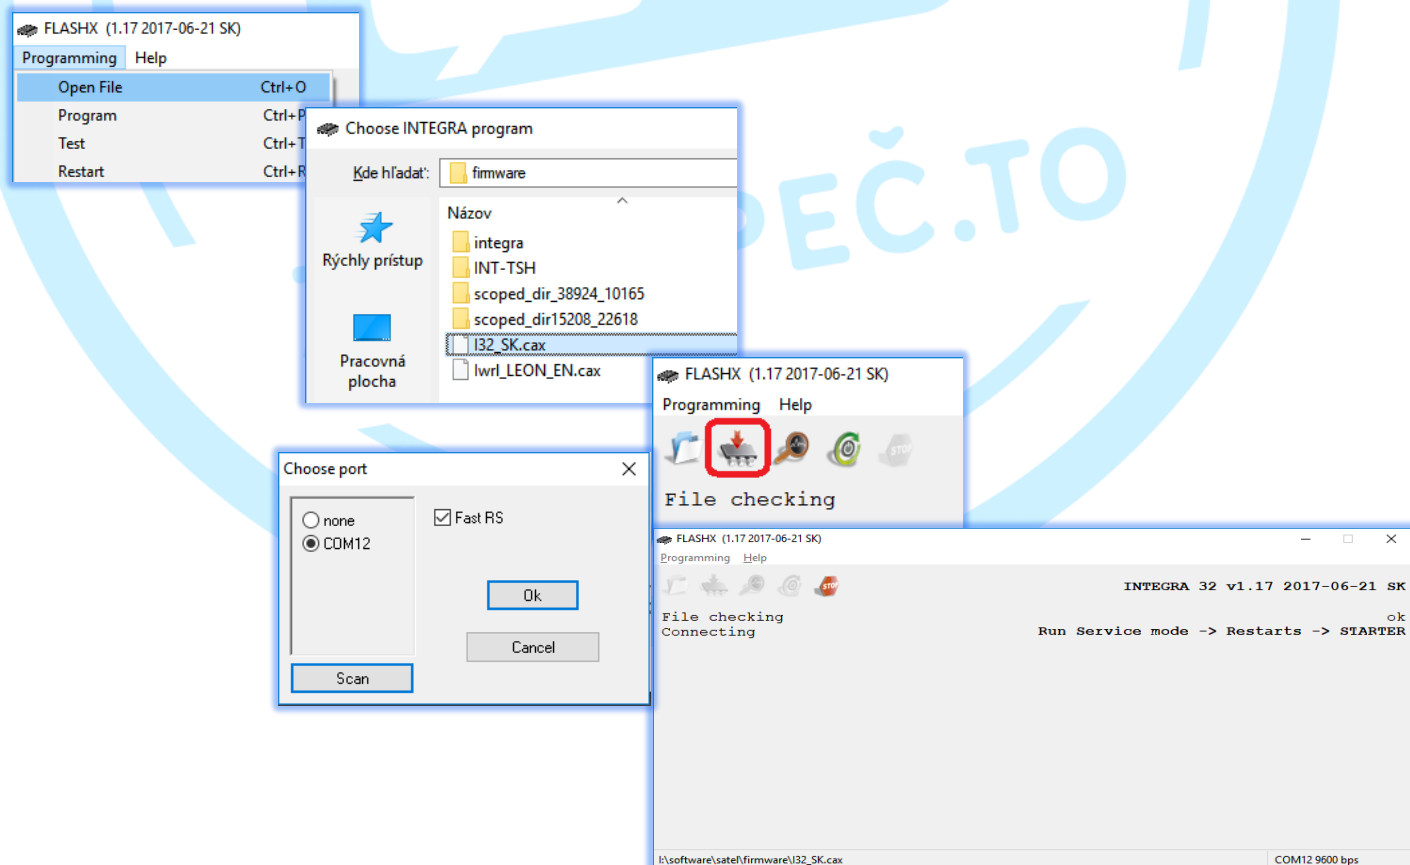 FLASHX (1.17 2017-06-21 SK)
Programming Help
Open File Ctrl+O
Program Ctrl+P
Test Ctrl+T
Restart Ctrl+R
Choose INTEGRA program
Kde hľadať: firmware
Názov
integra
INT-TSH
scoped_dir_38924_10165
scoped_dir15208_22618
I32_SK.cax
lwrl_LEON_EN.cax
Rýchly prístup
Pracovná
plocha
PEČ.TO
FLASHX (1.17 2017-06-21 SK)
Programming Help
STOP
File checking
Choose port
none
COM12
Fast RS
Ok
Cancel
Scan
FLASHX (1.17 2017-06-21 SK)
Programming Help
STOP
INTEGRA 32 v1.17 2017-06-21 SK
File checking ok
Connecting Run Service mode -> Restarts -> STARTER
I:\software\satel\firmware\I32_SK.cax COM12 9600 bps